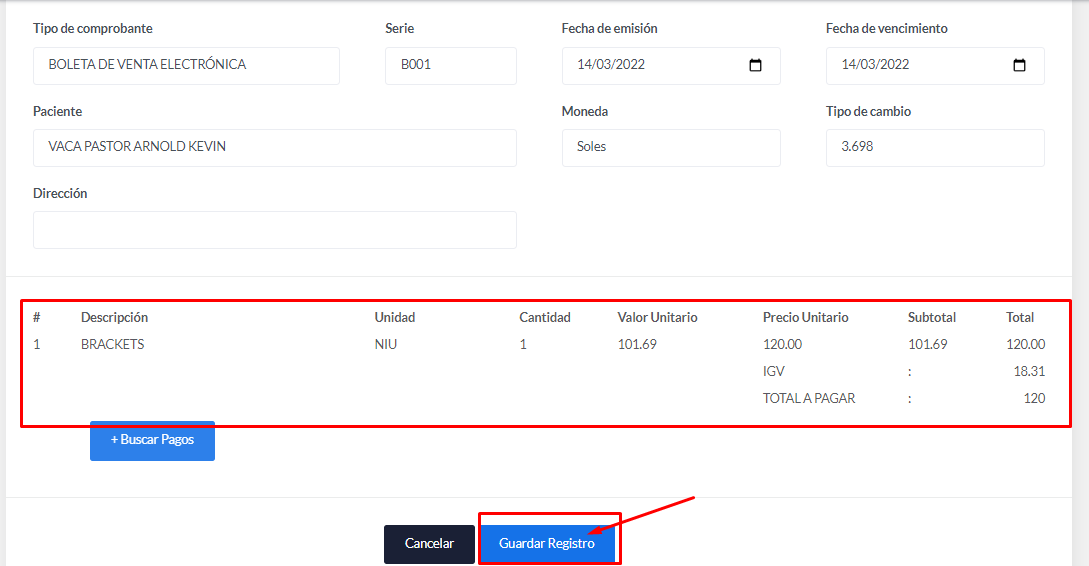 Tipo de comprobante Serie Fecha de emisión Fecha de vencimiento
BOLETA DE VENTA ELECTRÓNICA B001 14/03/2022 14/03/2022
Paciente Moneda Tipo de cambio
VACA PASTOR ARNOLD KEVIN Soles 3.698
Dirección
# Descripción Unidad Cantidad Valor Unitario Precio Unitario Subtotal Total
1 BRACKETS NIU 1 101.69 120.00 101.69 120.00
IGV : 18.31
TOTAL A PAGAR : 120
+ Buscar Pagos
Cancelar Guardar Registro